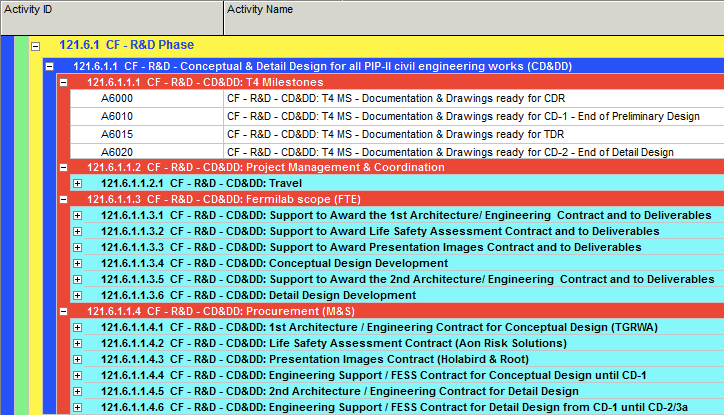 Activity ID Activity Name
121.6.1 CF - R&D Phase
121.6.1.1 CF - R&D - Conceptual & Detail Design for all PIP-II civil engineering works (CD&DD)
121.6.1.1.1 CF - R&D - CD&DD: T4 Milestones
A6000 CF - R&D - CD&DD: T4 MS - Documentation & Drawings ready for CDR
A6010 CF - R&D - CD&DD: T4 MS - Documentation & Drawings ready for CD-1 - End of Preliminary Design
A6015 CF - R&D - CD&DD: T4 MS - Documentation & Drawings ready for TDR
A6020 CF - R&D - CD&DD: T4 MS - Documentation & Drawings ready for CD-2 - End of Detail Design
121.6.1.1.2 CF - R&D - CD&DD: Project Management & Coordination
121.6.1.1.2.1 CF - R&D - CD&DD: Travel
121.6.1.1.3 CF - R&D - CD&DD: Fermilab scope (FTE)
121.6.1.1.3.1 CF - R&D - CD&DD: Support to Award the 1st Architecture/ Engineering Contract and to Deliverables
121.6.1.1.3.2 CF - R&D - CD&DD: Support to Award Life Safety Assessment Contract and to Deliverables
121.6.1.1.3.3 CF - R&D - CD&DD: Support to Award Presentation Images Contract and to Deliverables
121.6.1.1.3.4 CF - R&D - CD&DD: Conceptual Design Development
121.6.1.1.3.5 CF - R&D - CD&DD: Support to Award the 2nd Architecture/ Engineering Contract and to Deliverables
121.6.1.1.3.6 CF - R&D - CD&DD: Detail Design Development
121.6.1.1.4 CF - R&D - CD&DD: Procurement (M&S)
121.6.1.1.4.1 CF - R&D - CD&DD: 1st Architecture / Engineering Contract for Conceptual Design (TGRWA)
121.6.1.1.4.2 CF - R&D - CD&DD: Life Safety Assessment Contract (Aon Risk Solutions)
121.6.1.1.4.3 CF - R&D - CD&DD: Presentation Images Contract (Holabird & Root)
121.6.1.1.4.4 CF - R&D - CD&DD: Engineering Support / FESS Contract for Conceptual Design until CD-1
121.6.1.1.4.5 CF - R&D - CD&DD: 2nd Architecture / Engineering Contract for Detail Design
121.6.1.1.4.6 CF - R&D - CD&DD: Engineering Support / FESS Contract for Detail Design from CD-1 until CD-2/3a